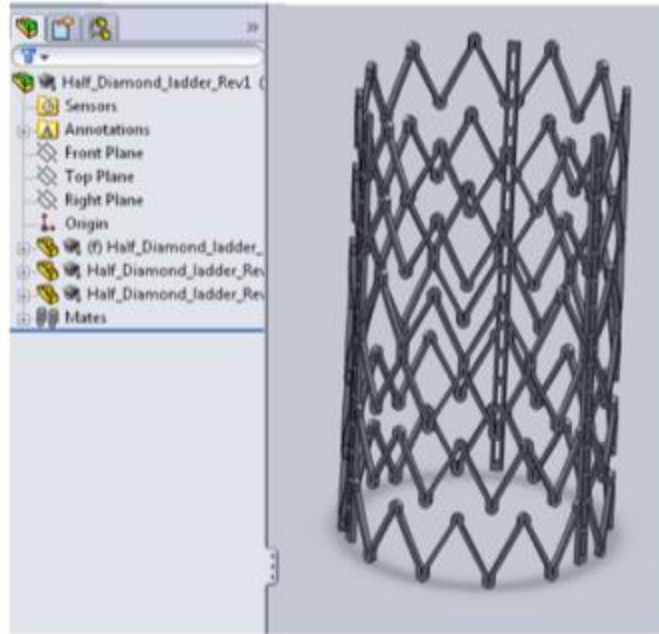 »
Half_Diamond_ladder_Rev1 (
Sensors
Annotations
Front Plane
Top Plane
Right Plane
Origin
(f) Half_Diamond_ladder_
Half_Diamond_ladder_Rev
Half_Diamond_ladder_Rev
Mates